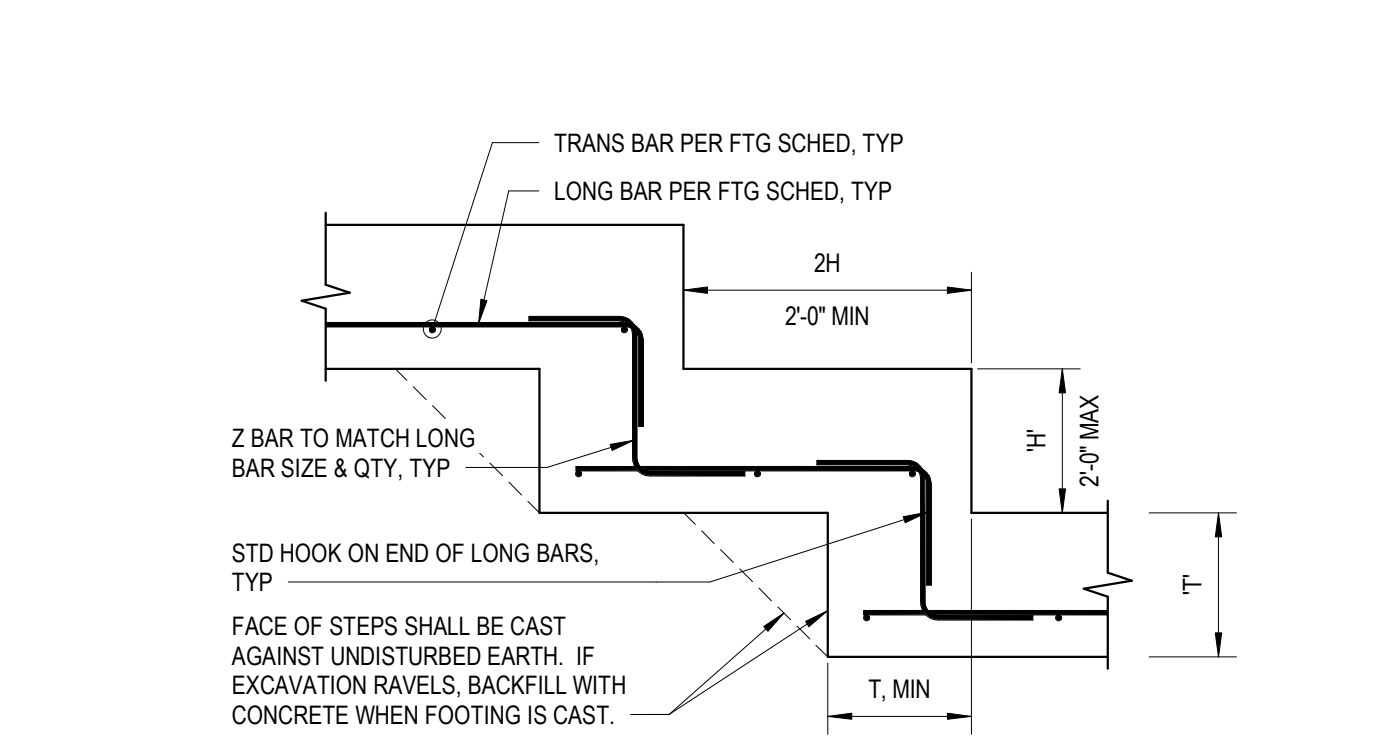 TRANS BAR PER FTG SCHED, TYP
LONG BAR PER FTG SCHED, TYP
2H
2'-0" MIN
'H'
2'-0" MAX
Z BAR TO MATCH LONG
BAR SIZE & QTY, TYP
STD HOOK ON END OF LONG BARS,
TYP
'T'
FACE OF STEPS SHALL BE CAST
AGAINST UNDISTURBED EARTH. IF
EXCAVATION RAVELS, BACKFILL WITH
CONCRETE WHEN FOOTING IS CAST.
T, MIN